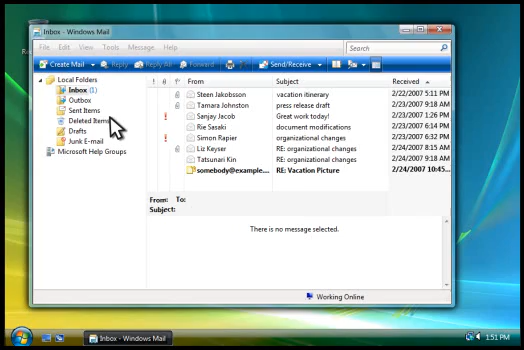 Inbox - Windows Mail
File Edit View Tools Message Help
Search
Create Mail Reply Reply All Forward Send/Receive
Local Folders
Inbox (1)
Outbox
Sent Items
Deleted Items
Drafts
Junk E-mail
Microsoft Help Groups
! From Subject Received
Steen Jakobsson vacation itinerary 2/22/2007 5:11 PM
Tamara Johnston press release draft 2/23/2007 9:18 AM
! Sanjay Jacob Great work today! 2/23/2007 1:26 PM
Rie Sasaki document modifications 2/23/2007 6:14 PM
! Simon Rapier organizational changes 2/23/2007 6:32 PM
Liz Keyser RE: organizational changes 2/24/2007 8:15 AM
Tatsunari Kin RE: organizational changes 2/24/2007 9:18 AM
somebody@example.... RE: Vacation Picture 2/24/2007 10:45...
From: To:
Subject:
There is no message selected.
Working Online
Inbox - Windows Mail
1:51 PM